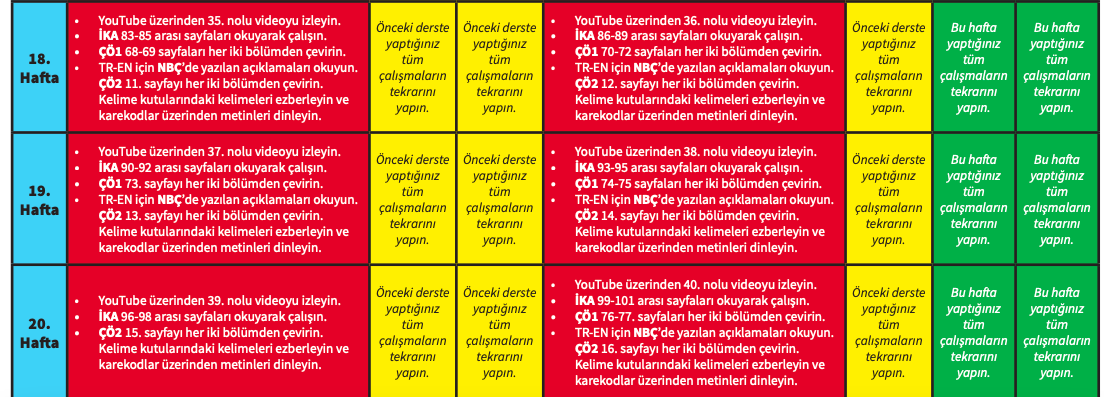 18.
Hafta
• YouTube üzerinden 35. nolu videoyu izleyin.
• İKA 83-85 arası sayfaları okuyarak çalışın.
• ÇÖ1 68-69 sayfaları her iki bölümden çevirin.
• TR-EN için NBÇ'de yazılan açıklamaları okuyun.
• ÇÖ2 11. sayfayı her iki bölümden çevirin.
Kelime kutularındaki kelimeleri ezberleyin ve
karekodlar üzerinden metinleri dinleyin.
Önceki derste
yaptığınız
tüm
çalışmaların
tekrarını
yapın.
Önceki derste
yaptığınız
tüm
çalışmaların
tekrarını
yapın.
• YouTube üzerinden 36. nolu videoyu izleyin.
• İKA 86-89 arası sayfaları okuyarak çalışın.
• ÇÖ1 70-72 sayfaları her iki bölümden çevirin.
• TR-EN için NBÇ'de yazılan açıklamaları okuyun.
• ÇÖ2 12. sayfayı her iki bölümden çevirin.
Kelime kutularındaki kelimeleri ezberleyin ve
karekodlar üzerinden metinleri dinleyin.
Önceki derste
yaptığınız
tüm
çalışmaların
tekrarını
yapın.
Bu hafta
yaptığınız
tüm
çalışmaların
tekrarını
yapın.
Bu hafta
yaptığınız
tüm
çalışmaların
tekrarını
yapın.
19.
Hafta
• YouTube üzerinden 37. nolu videoyu izleyin.
• İKA 90-92 arası sayfaları okuyarak çalışın.
• ÇÖ1 73. sayfayı her iki bölümden çevirin.
• TR-EN için NBÇ'de yazılan açıklamaları okuyun.
ÇÖ2 13. sayfayı her iki bölümden çevirin.
Kelime kutularındaki kelimeleri ezberleyin ve
karekodlar üzerinden metinleri dinleyin.
Önceki derste
yaptığınız
tüm
çalışmaların
tekrarını
yapın.
Önceki derste
yaptığınız
tüm
çalışmaların
tekrarını
yapın.
• YouTube üzerinden 38. nolu videoyu izleyin.
• İKA 93-95 arası sayfaları okuyarak çalışın.
• ÇÖ1 74-75 sayfaları her iki bölümden çevirin.
• TR-EN için NBÇ'de yazılan açıklamaları okuyun.
• ÇÖ2 14. sayfayı her iki bölümden çevirin.
Kelime kutularındaki kelimeleri ezberleyin ve
karekodlar üzerinden metinleri dinleyin.
Önceki derste
yaptığınız
tüm
çalışmaların
tekrarını
yapın.
Bu hafta
yaptığınız
tüm
çalışmaların
tekrarını
yapın.
Bu hafta
yaptığınız
tüm
çalışmaların
tekrarını
yapın.
20.
Hafta
• YouTube üzerinden 39. nolu videoyu izleyin.
• İKA 96-98 arası sayfaları okuyarak çalışın.
• ÇÖ2 15. sayfayı her iki bölümden çevirin.
Kelime kutularındaki kelimeleri ezberleyin ve
karekodlar üzerinden metinleri dinleyin.
Önceki derste
yaptığınız
tüm
çalışmaların
tekrarını
yapın.
Önceki derste
yaptığınız
tüm
çalışmaların
tekrarını
yapın.
• YouTube üzerinden 40. nolu videoyu izleyin.
• İKA 99-101 arası sayfaları okuyarak çalışın.
• ÇÖ1 76-77. sayfaları her iki bölümden çevirin.
• TR-EN için NBÇ'de yazılan açıklamaları okuyun.
• ÇÖ2 16. sayfayı her iki bölümden çevirin.
Kelime kutularındaki kelimeleri ezberleyin ve
karekodlar üzerinden metinleri dinleyin.
Önceki derste
yaptığınız
tüm
çalışmaların
tekrarını
yapın.
Bu hafta
yaptığınız
tüm
çalışmaların
tekrarını
yapın.
Bu hafta
yaptığınız
tüm
çalışmaların
tekrarını
yapın.